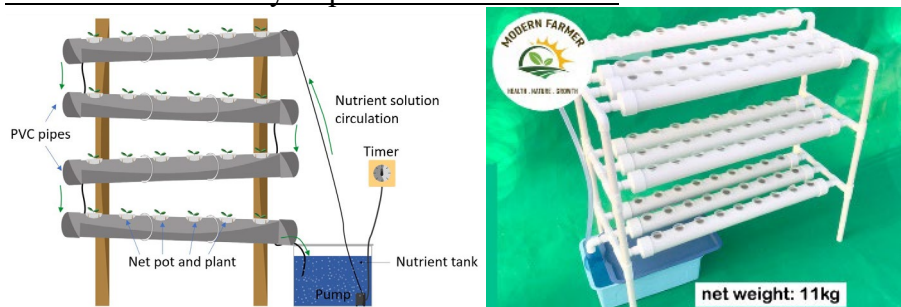 Nutrient solution
circulation
PVC pipes
Timer
Net pot and plant
Nutrient tank
Pump
MODERN FARMER
HEALTH . NATURE . GROWTH
net weight: 11kg